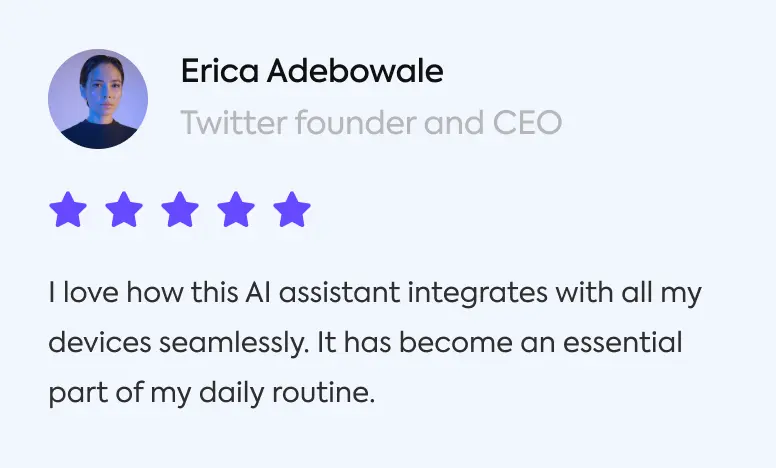 Erica Adebowale
Twitter founder and CEO
I love how this AI assistant integrates with all my
devices seamlessly. It has become an essential
part of my daily routine.